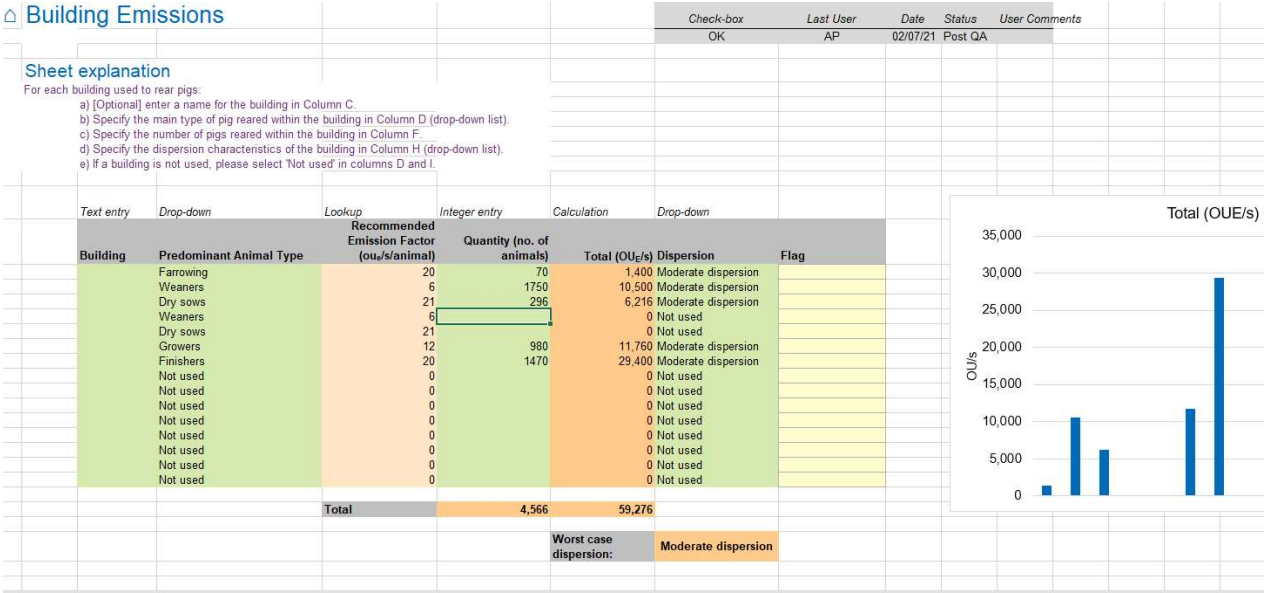 Building Emissions
Check-box Last User Date Status User Comments
OK AP 02/07/21 Post QA
Sheet explanation
For each building used to rear pigs:
a) [Optional] enter a name for the building in Column C.
b) Specify the main type of pig reared within the building in Column D (drop-down list).
c) Specify the number of pigs reared within the building in Column F.
d) Specify the dispersion characteristics of the building in Column H (drop-down list).
e) If a building is not used, please select 'Not used' in columns D and I.
Text entry Drop-down Lookup Integer entry Calculation Drop-down
Recommended
Emission Factor Quantity (no. of
Building Predominant Animal Type (ouₑ/s/animal) animals) Total (OU_E/s) Dispersion Flag
Farrowing 20 70 1,400 Moderate dispersion
Weaners 6 1750 10,500 Moderate dispersion
Dry sows 21 296 6,216 Moderate dispersion
Weaners 6 0 Not used
Dry sows 21 0 Not used
Growers 12 980 11,760 Moderate dispersion
Finishers 20 1470 29,400 Moderate dispersion
Not used 0 0 Not used
Not used 0 0 Not used
Not used 0 0 Not used
Not used 0 0 Not used
Not used 0 0 Not used
Not used 0 0 Not used
Not used 0 0 Not used
Not used 0 0 Not used
Total 4,566 59,276
Worst case
dispersion: Moderate dispersion
Total (OUE/s)
35,000
30,000
25,000
20,000
15,000
10,000
5,000
0
OU/s